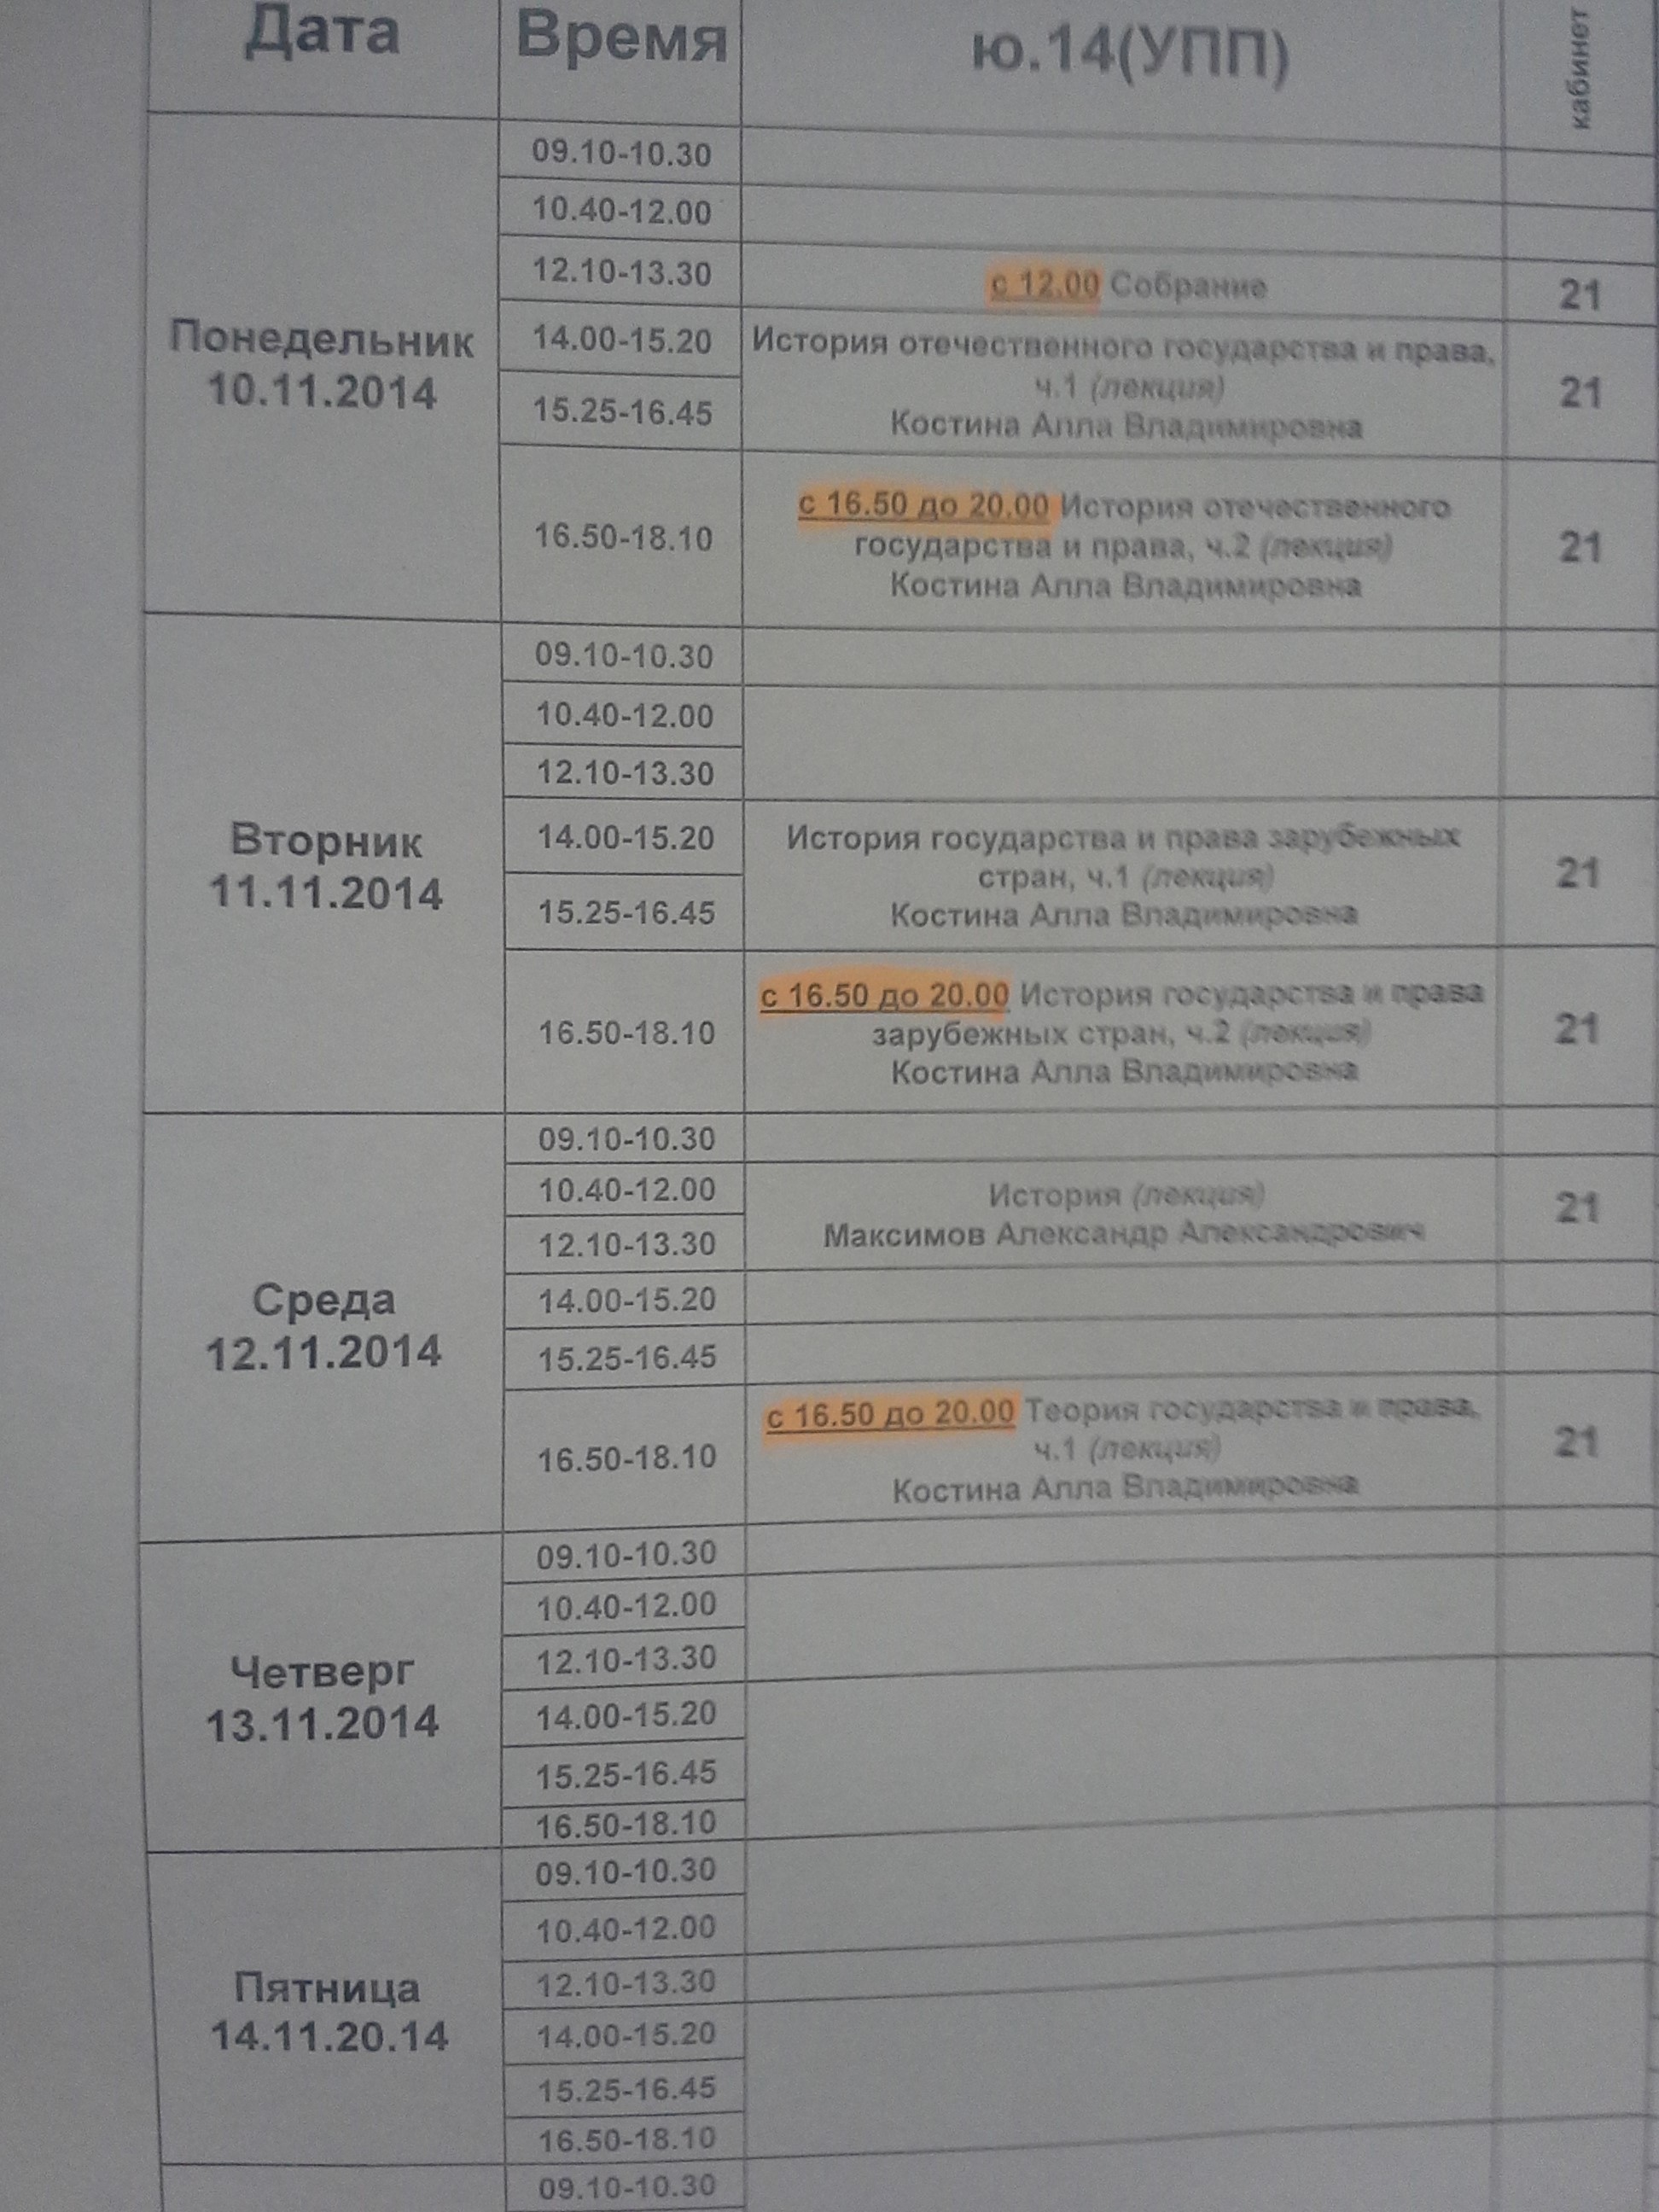 Дата Время ю.14(УПП) кабинет
Понедельник
10.11.2014
09.10-10.30
10.40-12.00
12.10-13.30 с 12.00 Собрание 21
14.00-15.20 История отечественного государства и права,
ч.1 (лекция) 21
15.25-16.45 Костина Алла Владимировна
с 16.50 до 20.00 История отечественного
16.50-18.10 государства и права, ч.2 (лекция) 21
Костина Алла Владимировна
Вторник
11.11.2014
09.10-10.30
10.40-12.00
12.10-13.30
14.00-15.20 История государства и права зарубежных
стран, ч.1 (лекция) 21
15.25-16.45 Костина Алла Владимировна
с 16.50 до 20.00 История государства и права
16.50-18.10 зарубежных стран, ч.2 (лекция) 21
Костина Алла Владимировна
Среда
12.11.2014
09.10-10.30
10.40-12.00 История (лекция) 21
12.10-13.30 Максимов Александр Александрович
14.00-15.20
15.25-16.45
с 16.50 до 20.00 Теория государства и права,
16.50-18.10 ч.1 (лекция) 21
Костина Алла Владимировна
Четверг
13.11.2014
09.10-10.30
10.40-12.00
12.10-13.30
14.00-15.20
15.25-16.45
16.50-18.10
Пятница
14.11.20.14
09.10-10.30
10.40-12.00
12.10-13.30
14.00-15.20
15.25-16.45
16.50-18.10
09.10-10.30